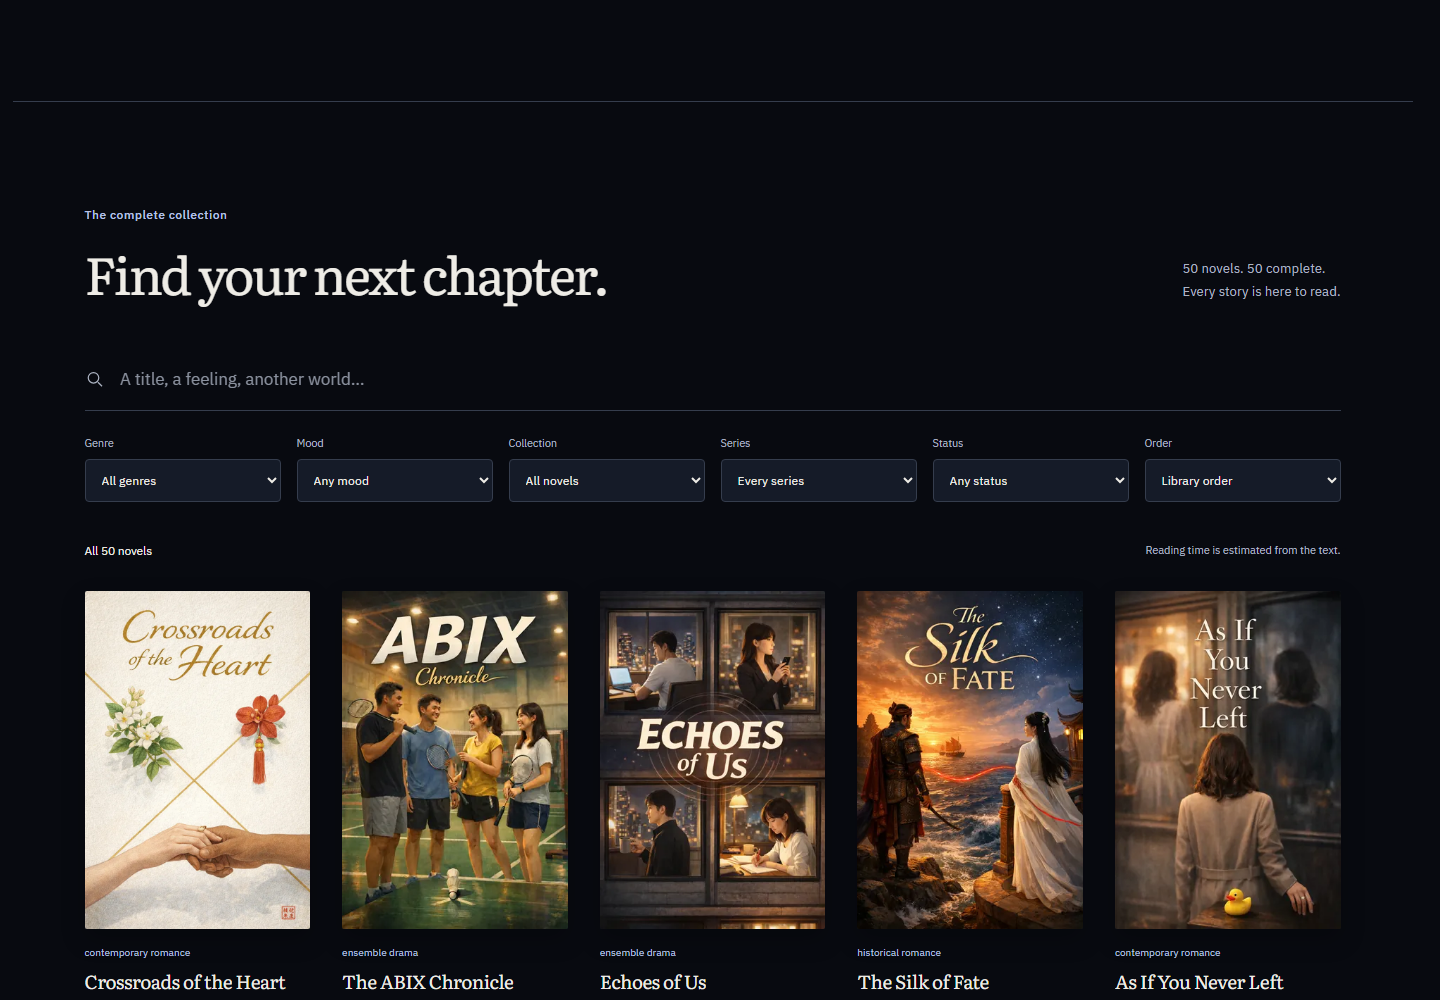 The complete collection
Find your next chapter.
50 novels. 50 complete.
Every story is here to read.
A title, a feeling, another world...
Genre
Mood
Collection
Series
Status
Order
All genres
Any mood
All novels
Every series
Any status
Library order
All 50 novels
Reading time is estimated from the text.
Crossroads
of the Heart
ABIX
Chronicle
ECHOES
of Us
The
Silk
OF FATE
As If
You
Never
Left
contemporary romance
Crossroads of the Heart
ensemble drama
The ABIX Chronicle
ensemble drama
Echoes of Us
historical romance
The Silk of Fate
contemporary romance
As If You Never Left